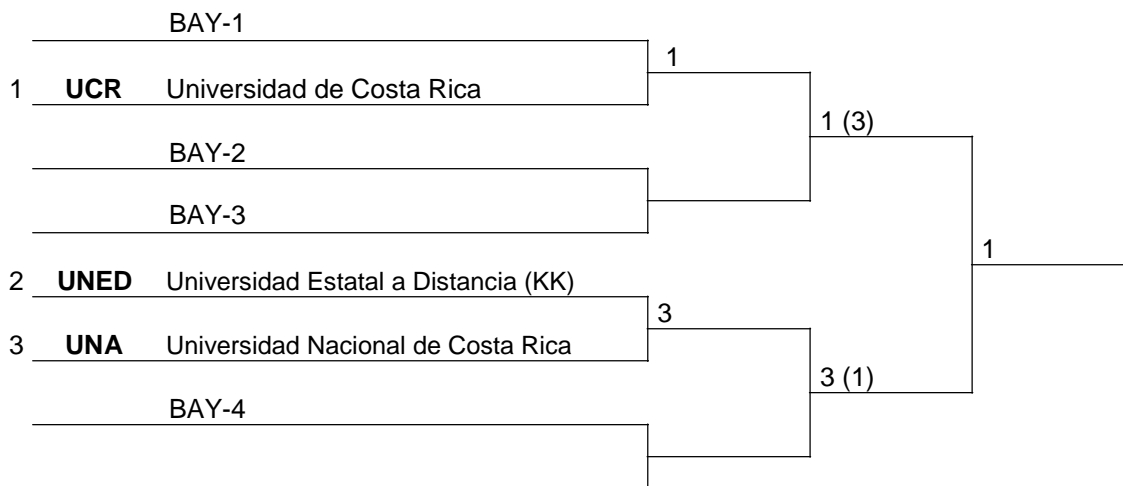 BAY-1
1
1 UCR Universidad de Costa Rica
1 (3)
BAY-2
BAY-3
1
2 UNED Universidad Estatal a Distancia (KK)
3
3 UNA Universidad Nacional de Costa Rica
3 (1)
BAY-4